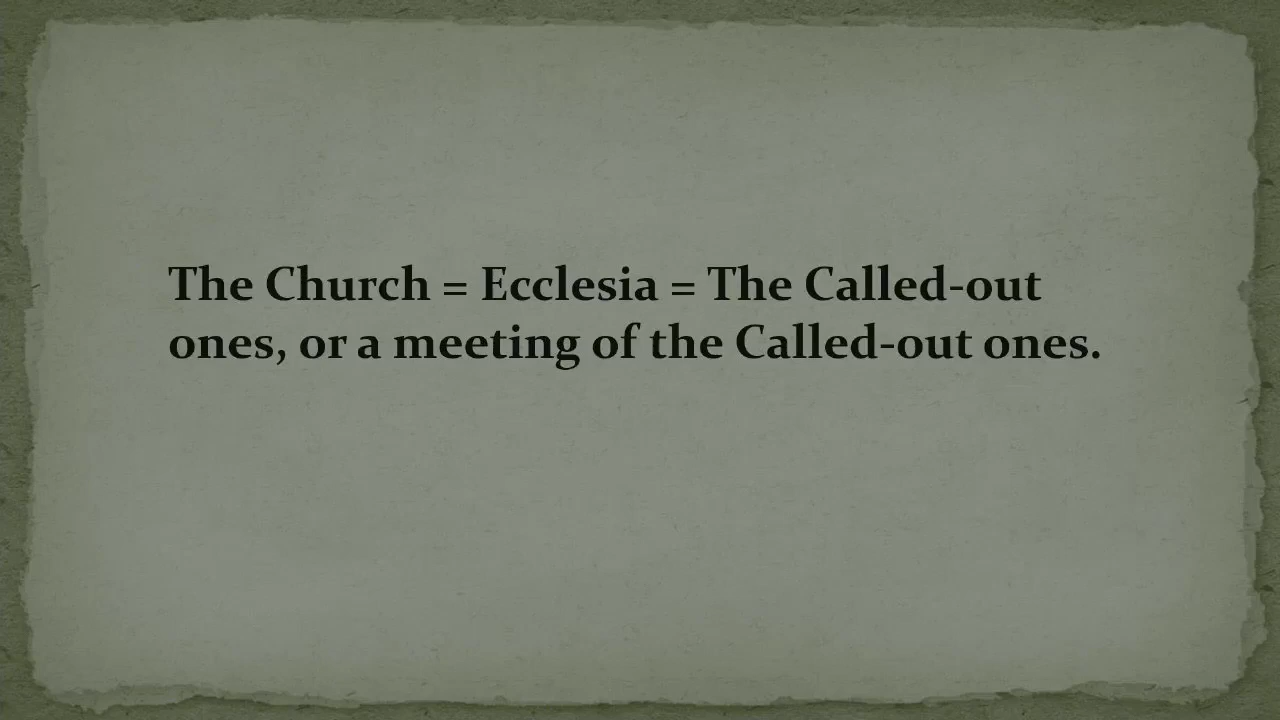 The Church = Ecclesia = The Called-out
ones, or a meeting of the Called-out ones.